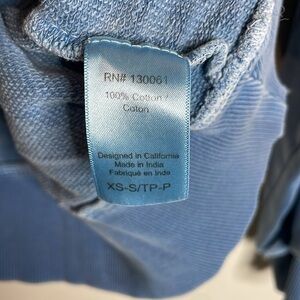 RN# 130061
100% Cotton /
Coton
Designed in California
Made in India
Fabriqué en Inde
XS-S/TP-P